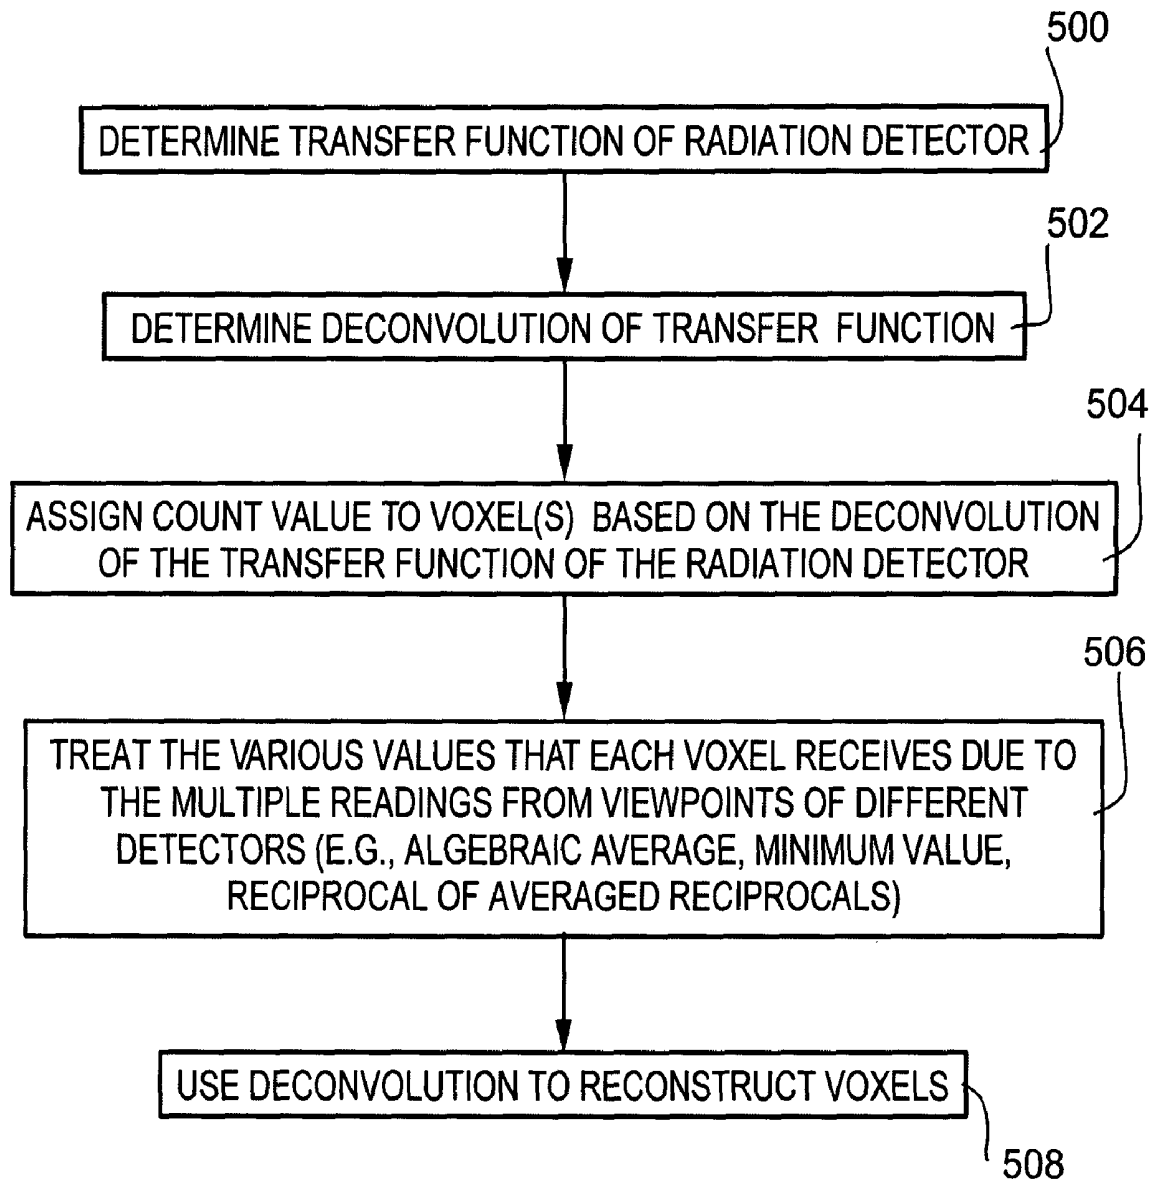 500
DETERMINE TRANSFER FUNCTION OF RADIATION DETECTOR
502
DETERMINE DECONVOLUTION OF TRANSFER FUNCTION
504
ASSIGN COUNT VALUE TO VOXEL(S) BASED ON THE DECONVOLUTION
OF THE TRANSFER FUNCTION OF THE RADIATION DETECTOR
506
TREAT THE VARIOUS VALUES THAT EACH VOXEL RECEIVES DUE TO
THE MULTIPLE READINGS FROM VIEWPOINTS OF DIFFERENT
DETECTORS (E.G., ALGEBRAIC AVERAGE, MINIMUM VALUE,
RECIPROCAL OF AVERAGED RECIPROCALS)
USE DECONVOLUTION TO RECONSTRUCT VOXELS
508